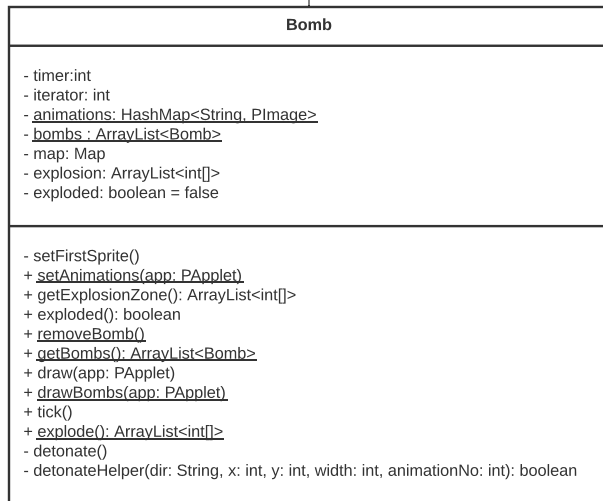 Bomb
- timer:int
- iterator: int
- animations: HashMap<String, PImage>
- bombs : ArrayList<Bomb>
- map: Map
- explosion: ArrayList<int[]>
- exploded: boolean = false
- setFirstSprite()
+ setAnimations(app: PApplet)
+ getExplosionZone(): ArrayList<int[]>
+ exploded(): boolean
+ removeBomb()
+ getBombs(): ArrayList<Bomb>
+ draw(app: PApplet)
+ drawBombs(app: PApplet)
+ tick()
+ explode(): ArrayList<int[]>
- detonate()
- detonateHelper(dir: String, x: int, y: int, width: int, animationNo: int): boolean